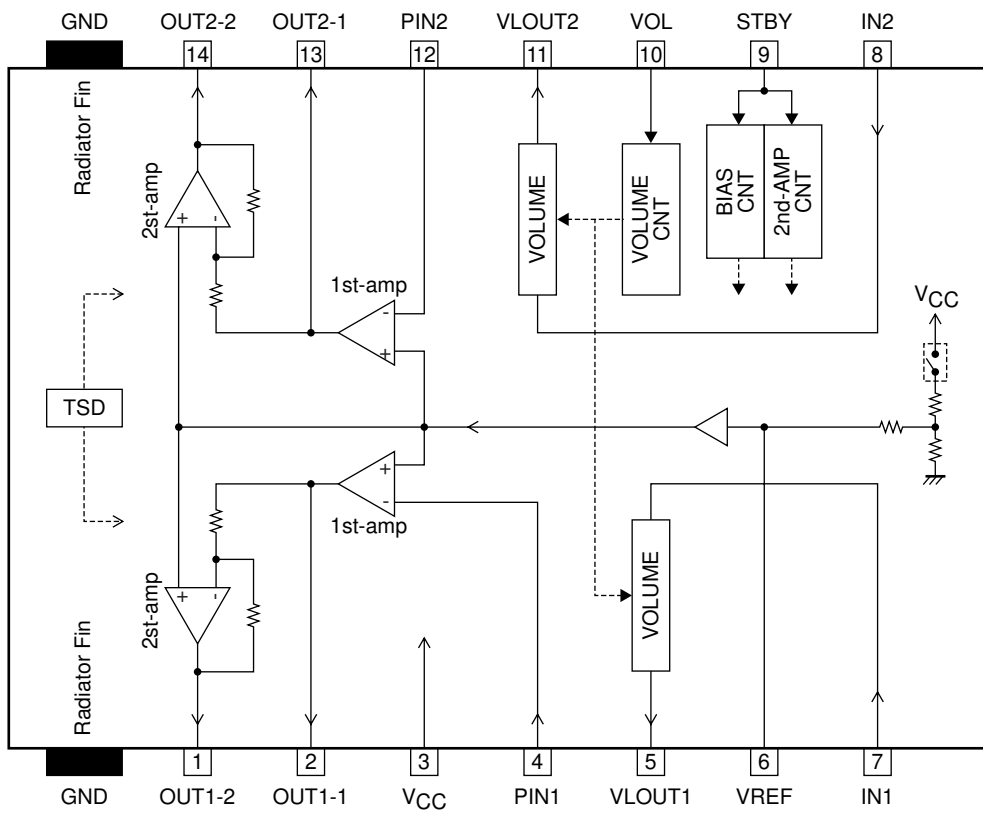 GND OUT2-2 OUT2-1 PIN2 VLOUT2 VOL STBY IN2
14 13 12 11 10 9 8
Radiator Fin
2st-amp
+ -
1st-amp
-
+
VOLUME
VOLUME
CNT
BIAS
CNT
2nd-AMP
CNT
VCC
TSD
+
-
1st-amp
2st-amp
+ -
VOLUME
Radiator Fin
1 2 3 4 5 6 7
GND OUT1-2 OUT1-1 VCC PIN1 VLOUT1 VREF IN1